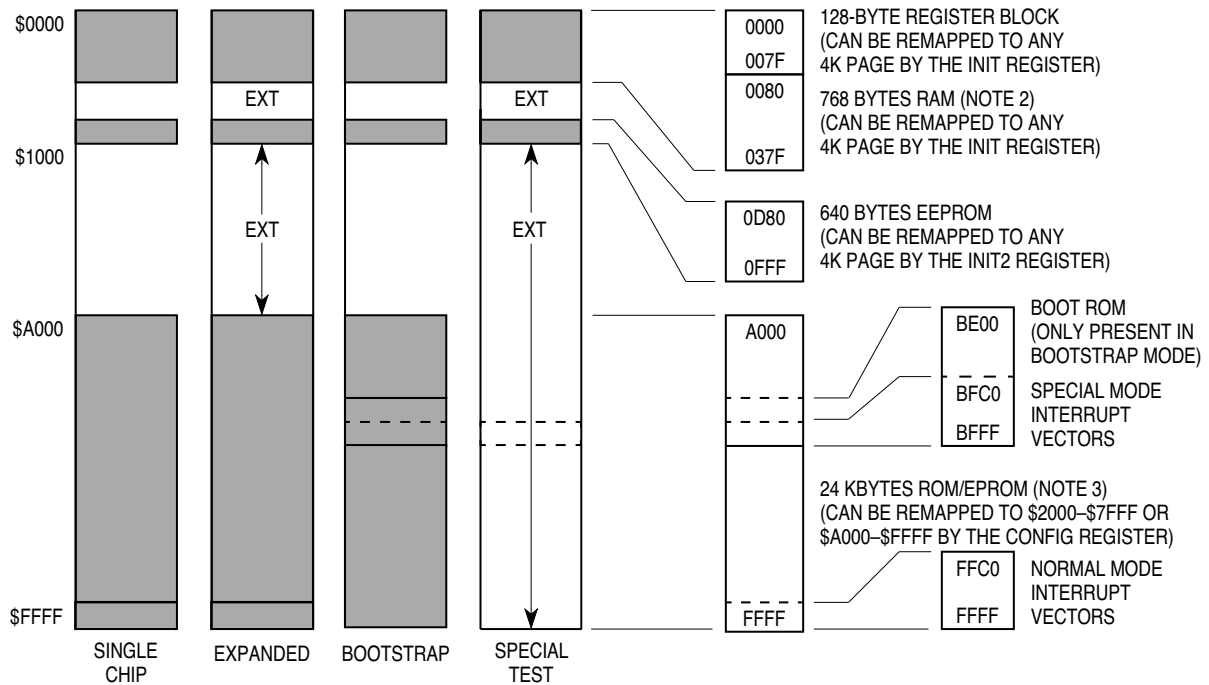 $0000
$1000
$A000
$FFFF
EXT
EXT
EXT
EXT
SINGLE
CHIP
EXPANDED
BOOTSTRAP
SPECIAL
TEST
0000
007F
128-BYTE REGISTER BLOCK
(CAN BE REMAPPED TO ANY
4K PAGE BY THE INIT REGISTER)
0080
037F
768 BYTES RAM (NOTE 2)
(CAN BE REMAPPED TO ANY
4K PAGE BY THE INIT REGISTER)
0D80
0FFF
640 BYTES EEPROM
(CAN BE REMAPPED TO ANY
4K PAGE BY THE INIT2 REGISTER)
A000
FFFF
BE00
BOOT ROM
(ONLY PRESENT IN
BOOTSTRAP MODE)
BFC0
BFFF
SPECIAL MODE
INTERRUPT
VECTORS
24 KBYTES ROM/EPROM (NOTE 3)
(CAN BE REMAPPED TO $2000–$7FFF OR
$A000–$FFFF BY THE CONFIG REGISTER)
FFC0
FFFF
NORMAL MODE
INTERRUPT
VECTORS